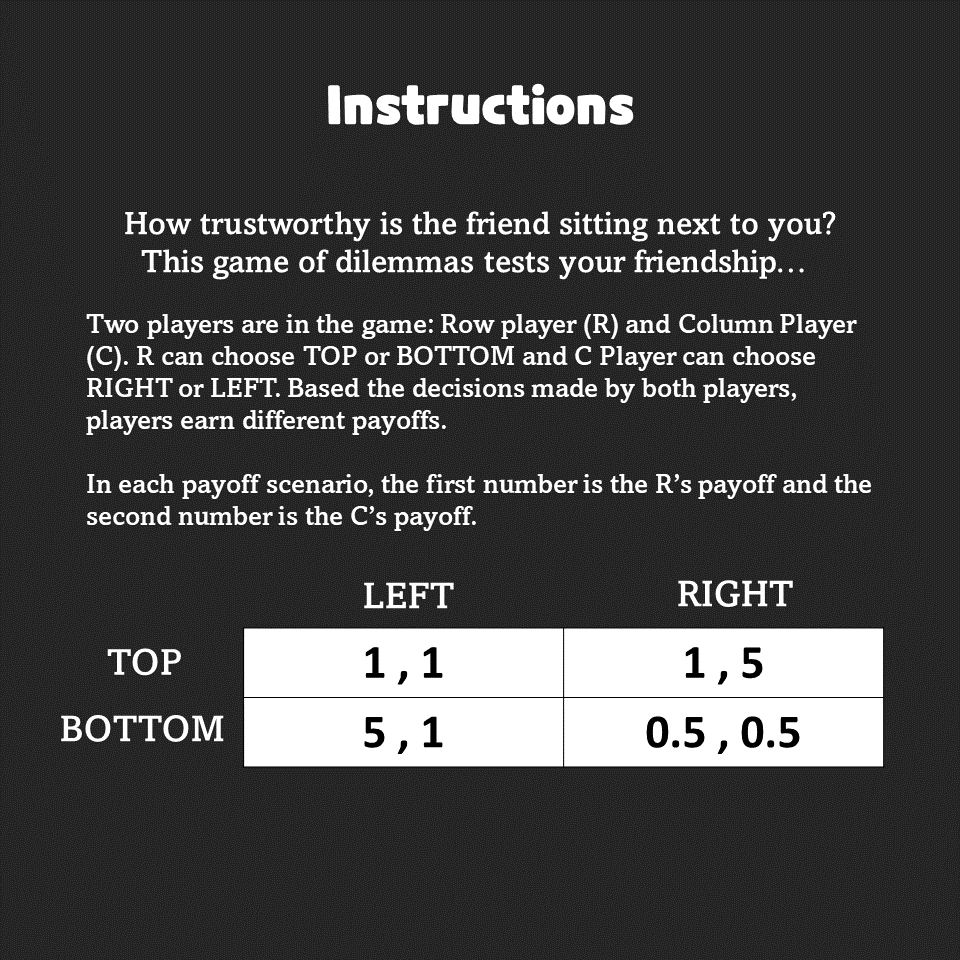 Instructions
How trustworthy is the friend sitting next to you?
This game of dilemmas tests your friendship...
Two players are in the game: Row player (R) and Column Player
(C). R can choose TOP or BOTTOM and C Player can choose
RIGHT or LEFT. Based the decisions made by both players,
players earn different payoffs.
In each payoff scenario, the first number is the R's payoff and the
second number is the C's payoff.
LEFT RIGHT
TOP 1 , 1 1 , 5
BOTTOM 5 , 1 0.5 , 0.5